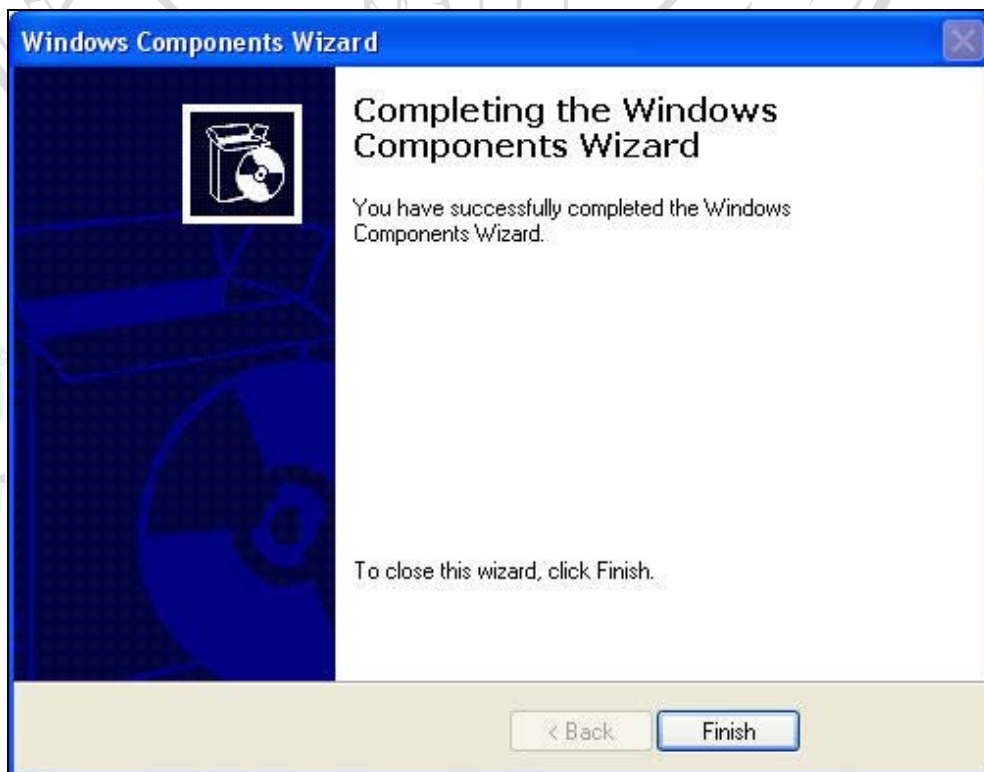 Windows Components Wizard
Completing the Windows
Components Wizard
You have successfully completed the Windows
Components Wizard.
To close this wizard, click Finish.
< Back
Finish